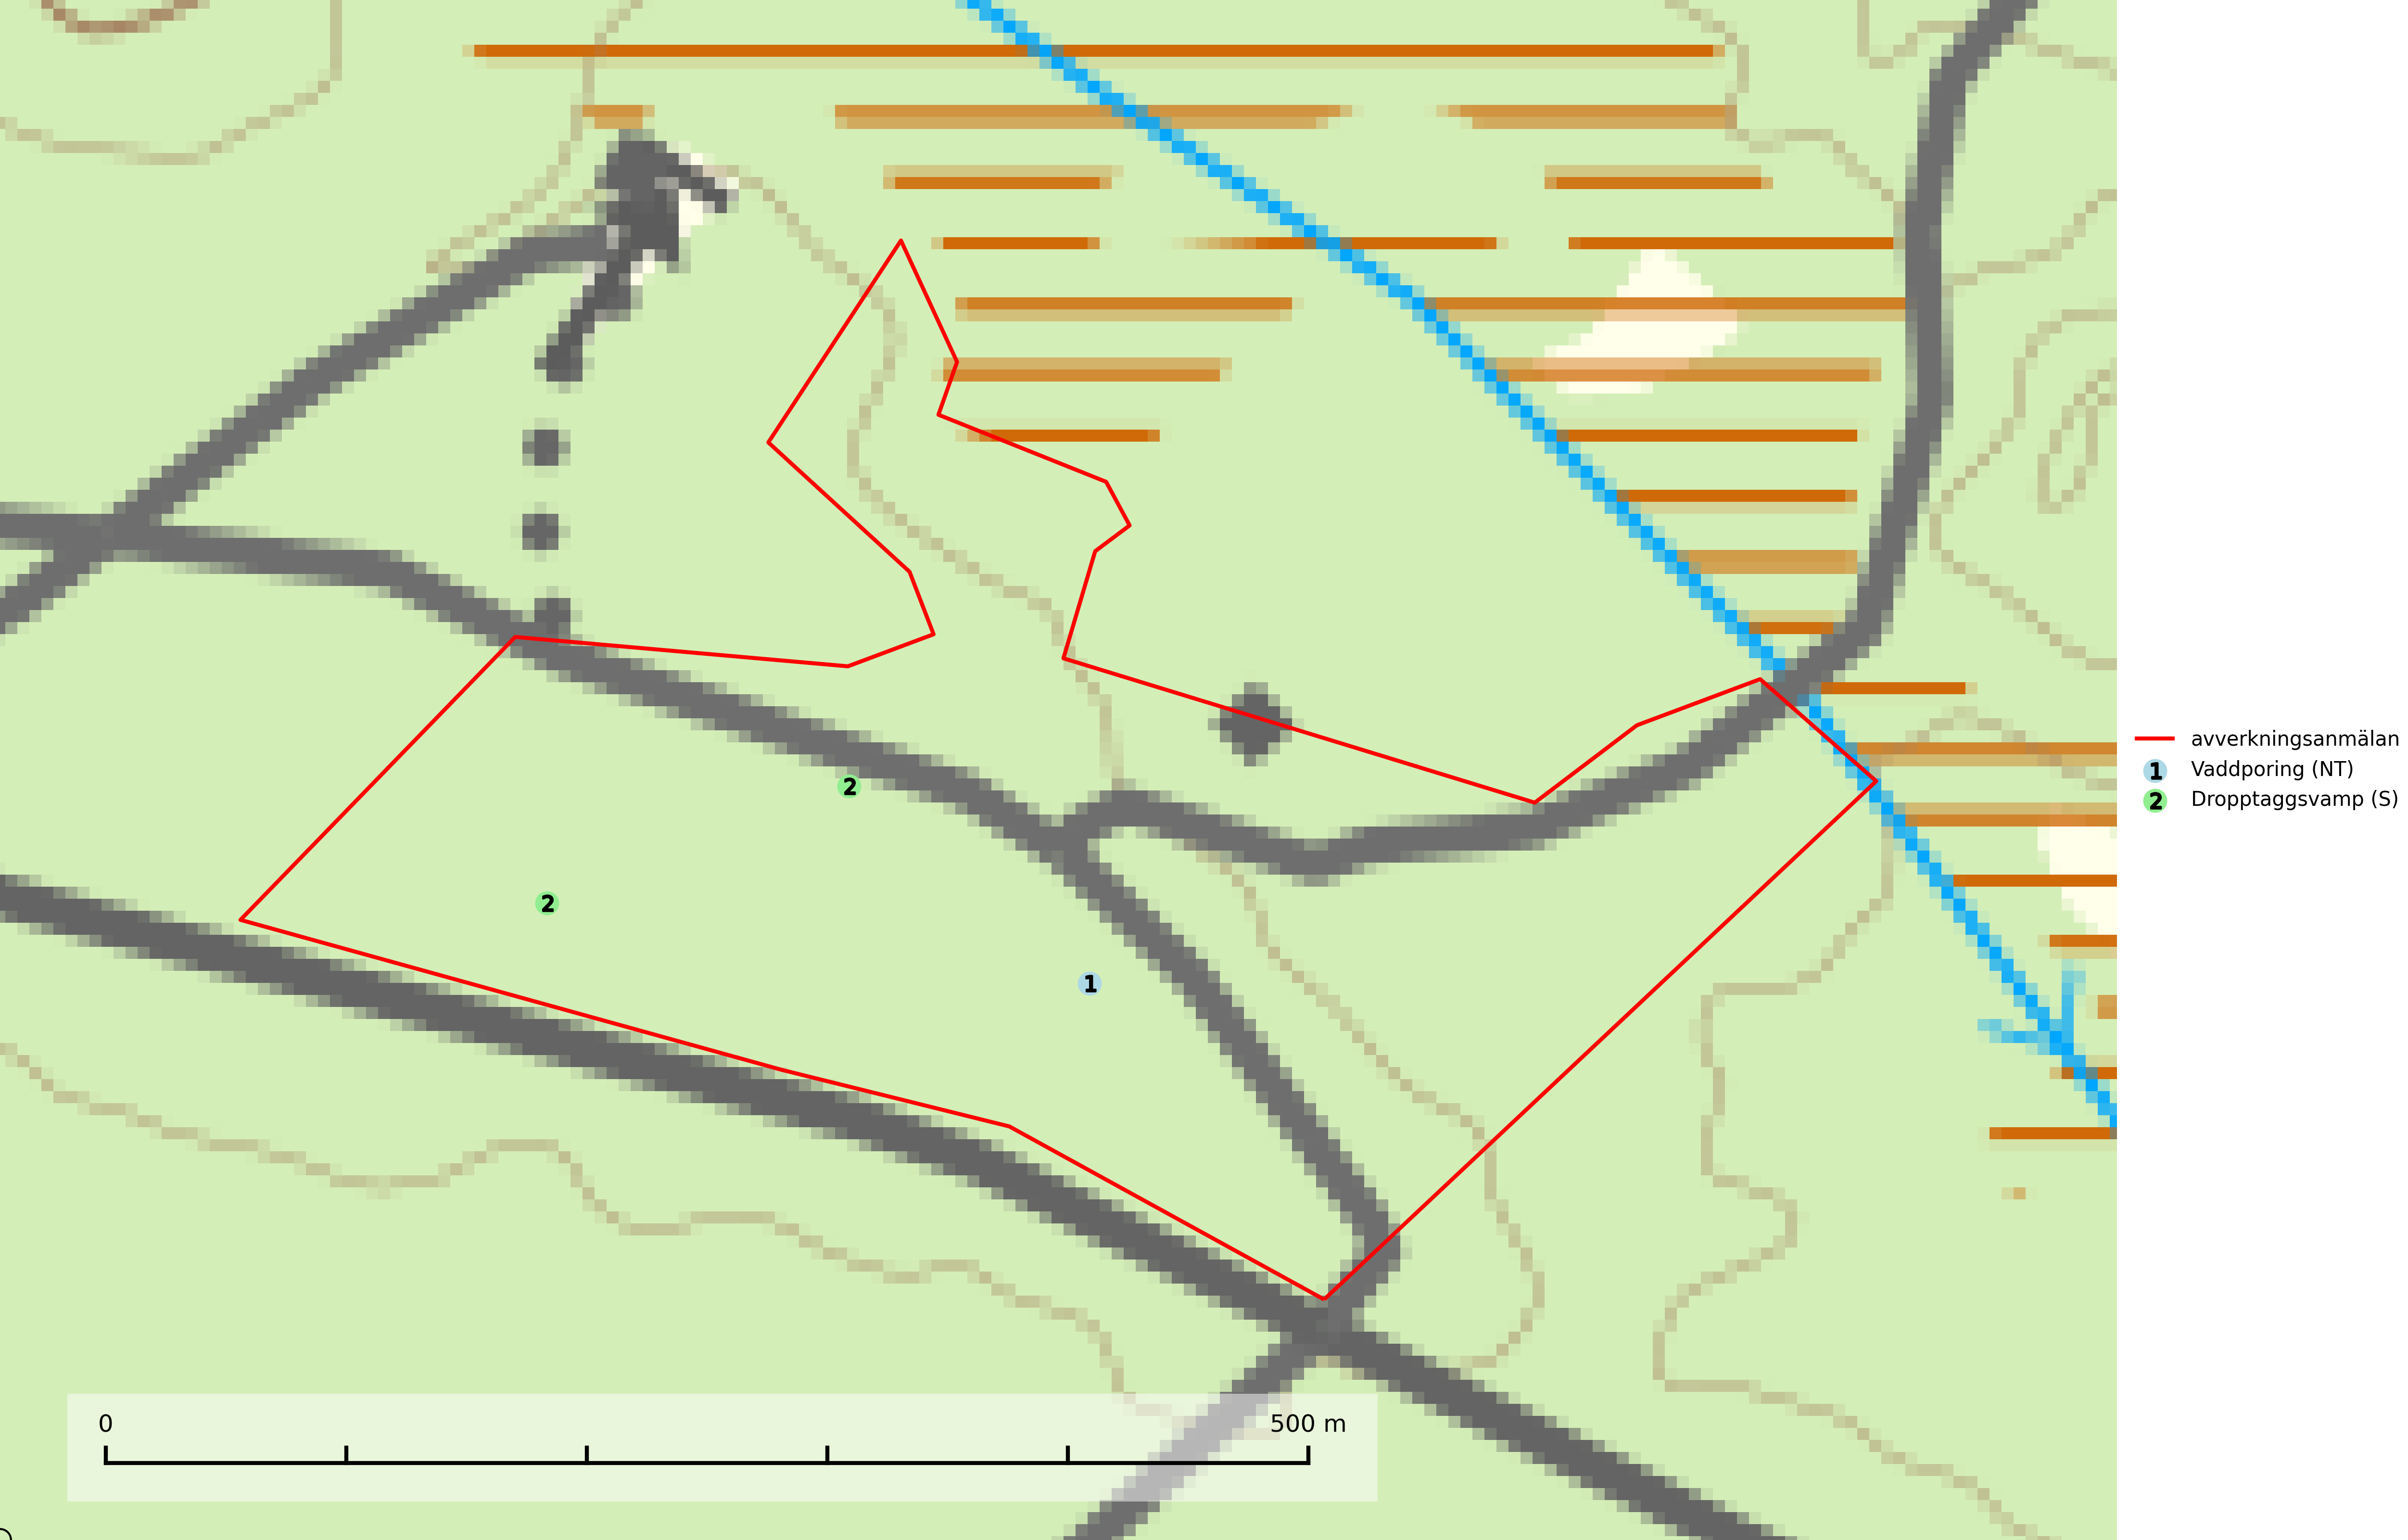 2
2
1
0 500 m
avverkningsanmälan
1 Vaddporing (NT)
2 Dropptaggsvamp (S)